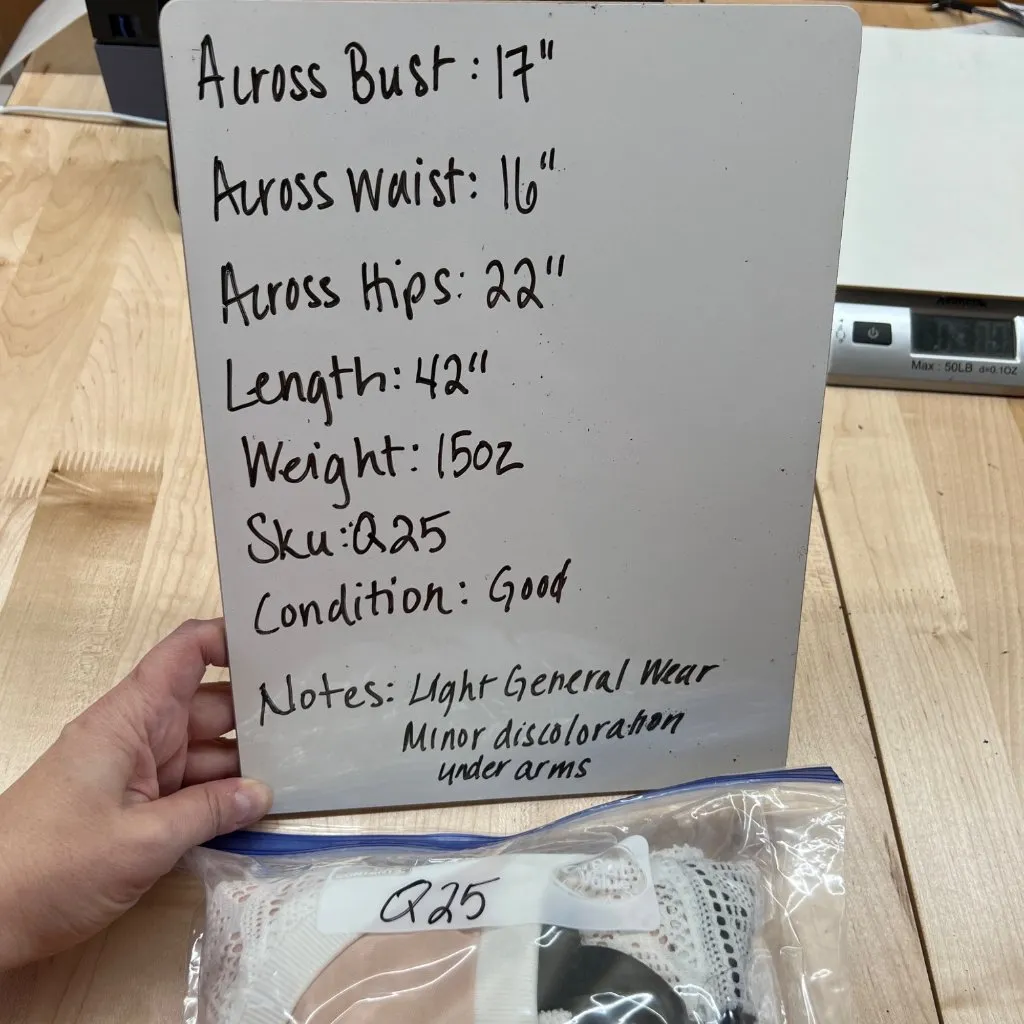 Across Bust: 17"
Across Waist: 16"
Across Hips: 22"
Length: 42"
Weight: 15oz
Sku: Q25
Condition: Good
Notes: Light General Wear
Minor discoloration
under arms
Max : 50LB d=0.1OZ
Q25